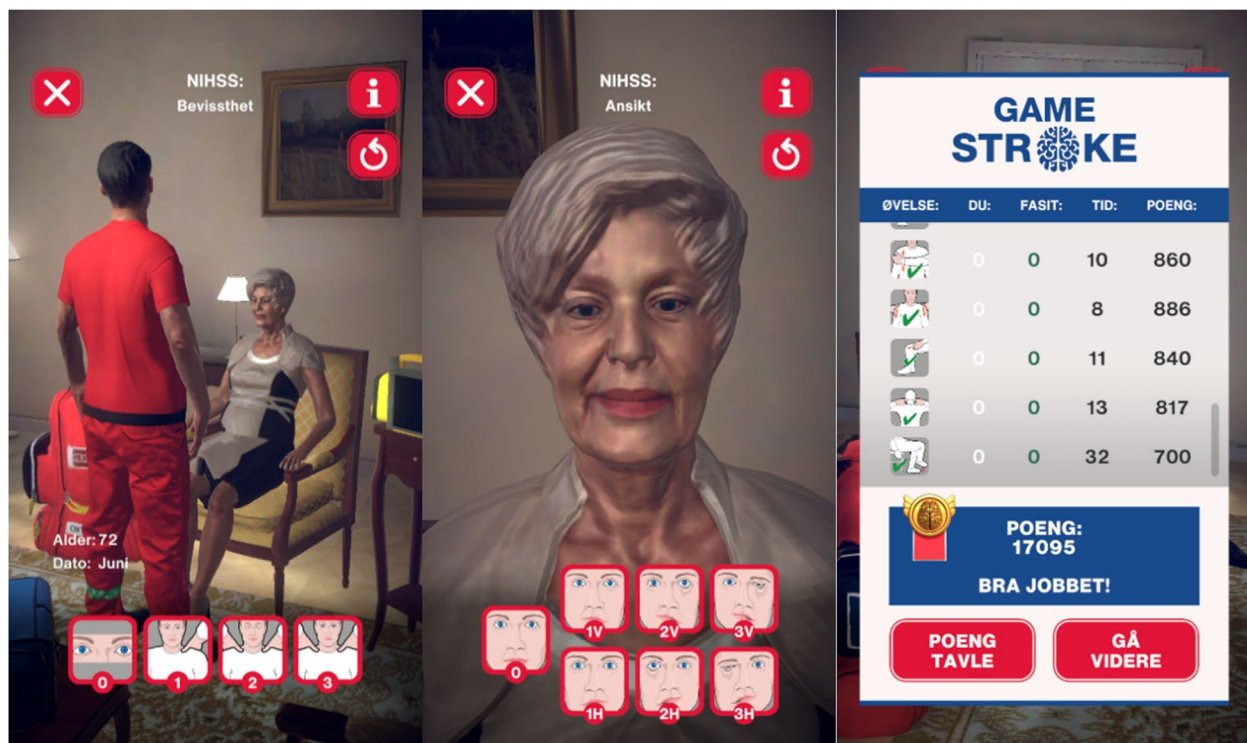 NIHSS:
Bevissthet
Alder: 72
Dato: Juni
0
1
2
3
NIHSS:
Ansikt
0
1V
2V
3V
1H
2H
3H
GAME
STROKE
ØVELSE: DU: FASIT: TID: POENG:
0 0 10 860
0 0 8 886
0 0 11 840
0 0 13 817
0 0 32 700
POENG:
17095
BRA JOBBET!
POENG
TAVLE
GÅ
VIDERE